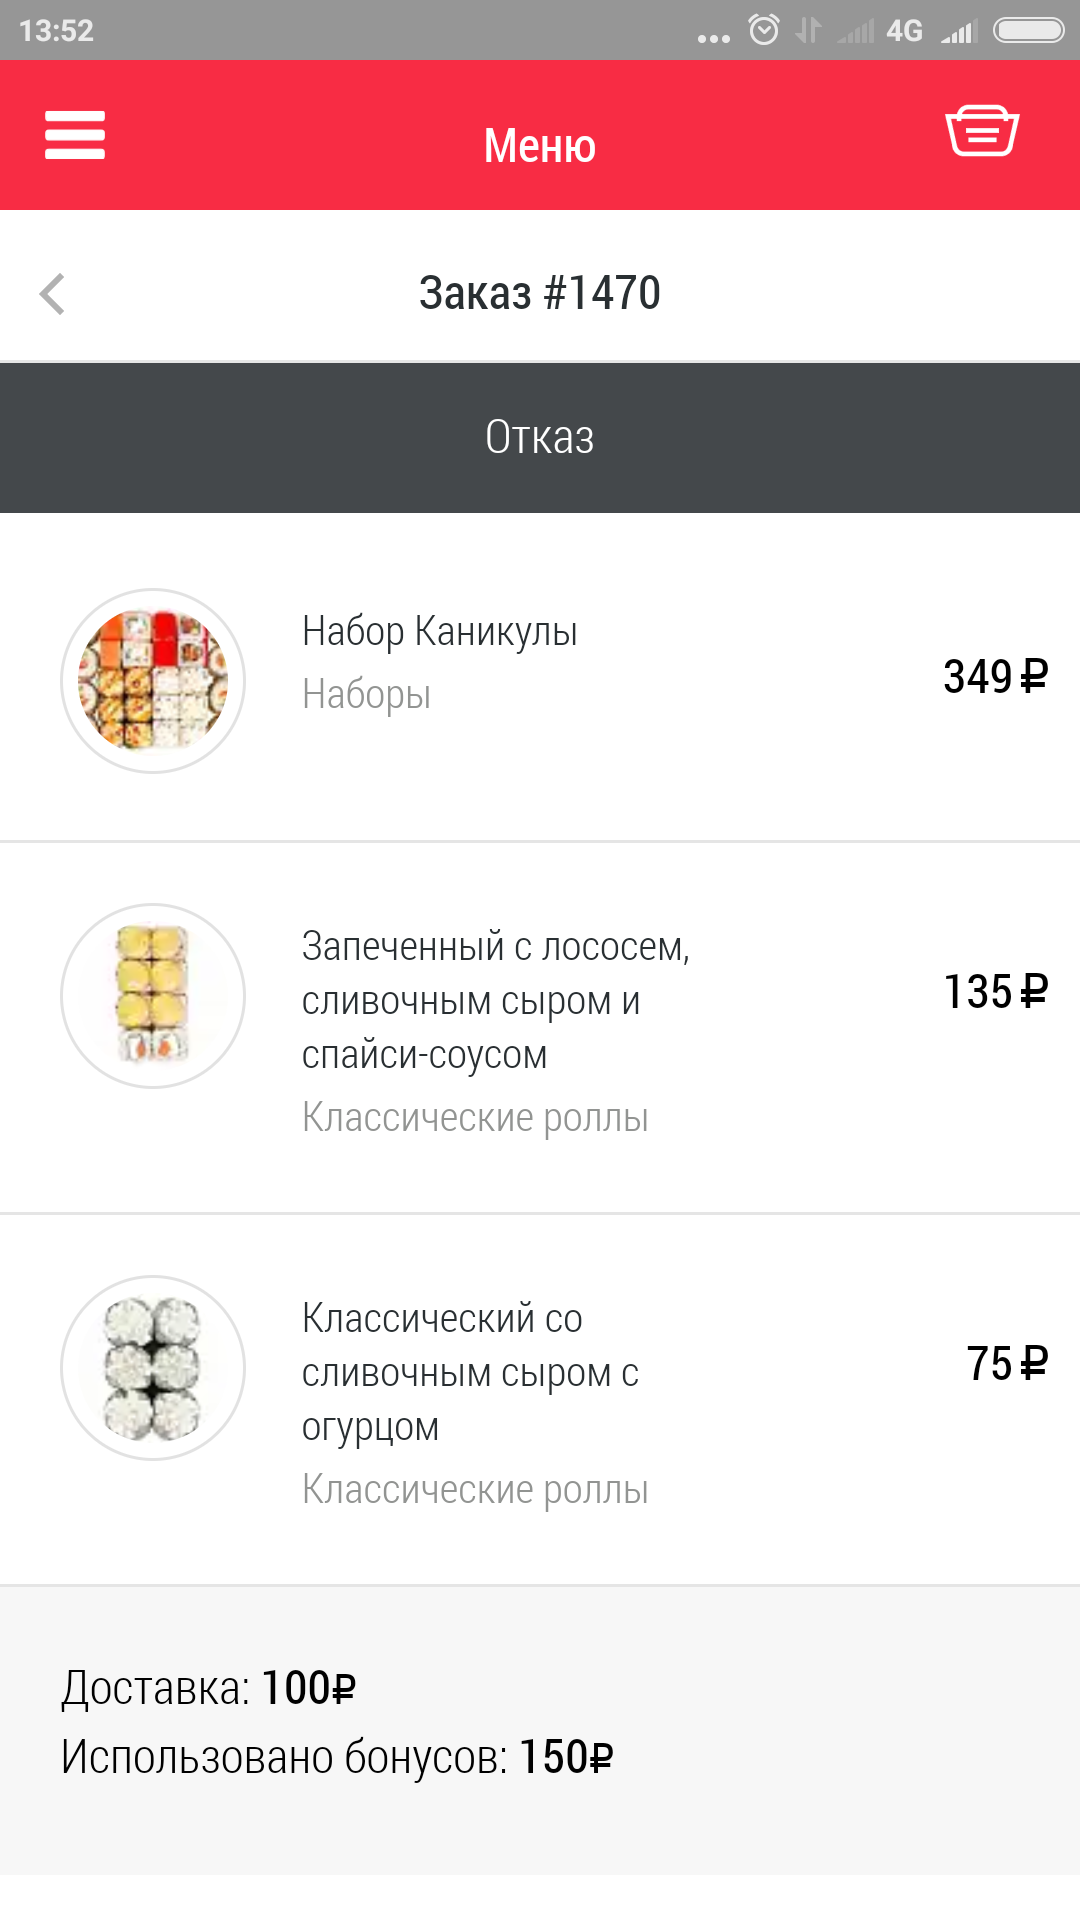 13:52
4G
Меню
Заказ #1470
Отказ
Набор Каникулы
Наборы
349 ₽
Запеченный с лососем,
сливочным сыром и
спайси-соусом
Классические роллы
135 ₽
Классический со
сливочным сыром с
огурцом
Классические роллы
75 ₽
Доставка: 100₽
Использовано бонусов: 150₽